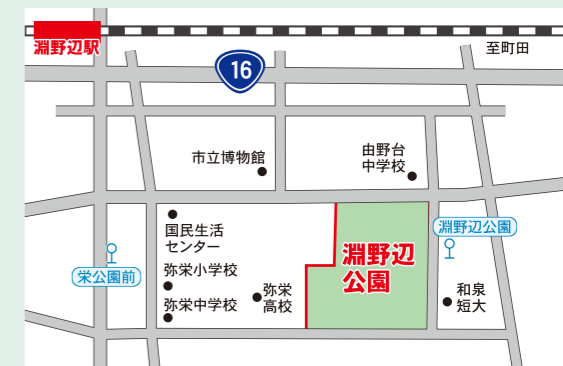 淵野辺駅
至町田
16
市立博物館
由野台
中学校
国民生活
センター
淵野辺公園
淵野辺
公園
栄公園前
弥栄小学校
弥栄中学校
弥栄
高校
和泉
短大